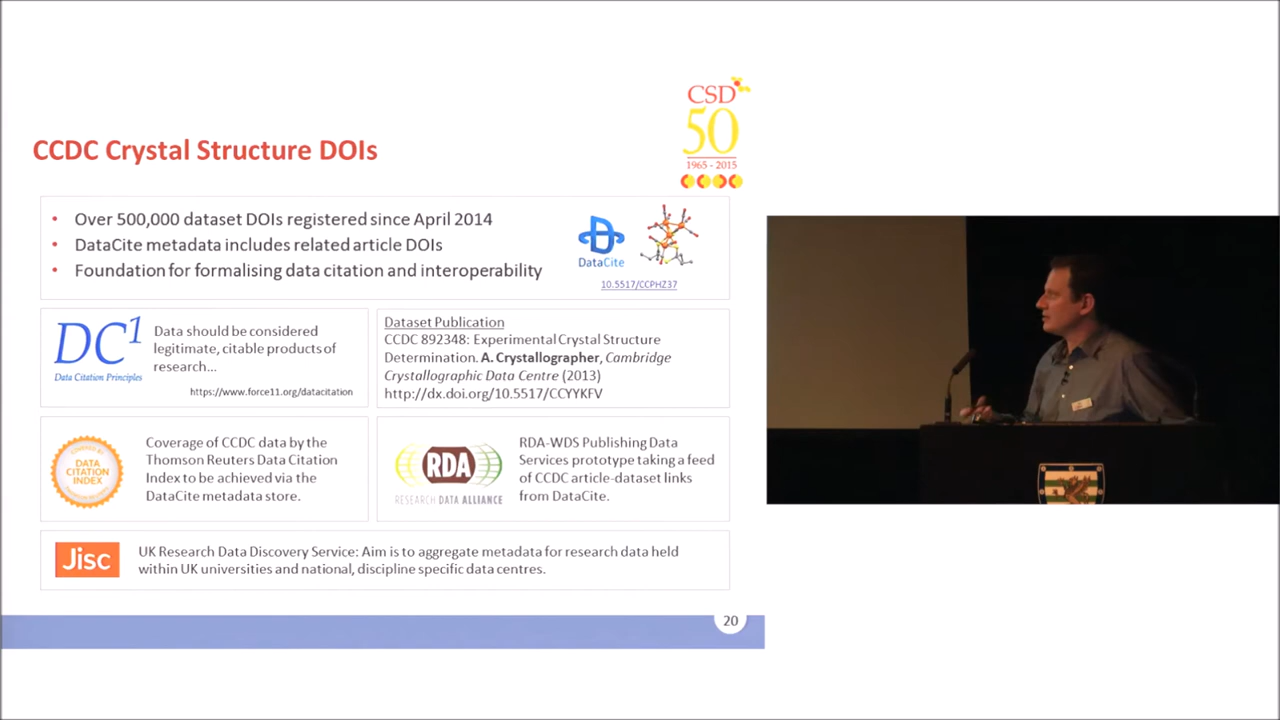 CSD
50
1965 - 2015
CCDC Crystal Structure DOIs
• Over 500,000 dataset DOIs registered since April 2014
• DataCite metadata includes related article DOIs
• Foundation for formalising data citation and interoperability
DataCite
10.5517/CCPHZ37
DC1
Data Citation Principles
Data should be considered
legitimate, citable products of
research...
https://www.force11.org/datacitation
Dataset Publication
CCDC 892348: Experimental Crystal Structure
Determination. A. Crystallographer, Cambridge
Crystallographic Data Centre (2013)
http://dx.doi.org/10.5517/CCYYKFV
DATA
CITATION
INDEX
Coverage of CCDC data by the
Thomson Reuters Data Citation
Index to be achieved via the
DataCite metadata store.
RDA
RESEARCH DATA ALLIANCE
RDA-WDS Publishing Data
Services prototype taking a feed
of CCDC article-dataset links
from DataCite.
Jisc
UK Research Data Discovery Service: Aim is to aggregate metadata for research data held
within UK universities and national, discipline specific data centres.
20